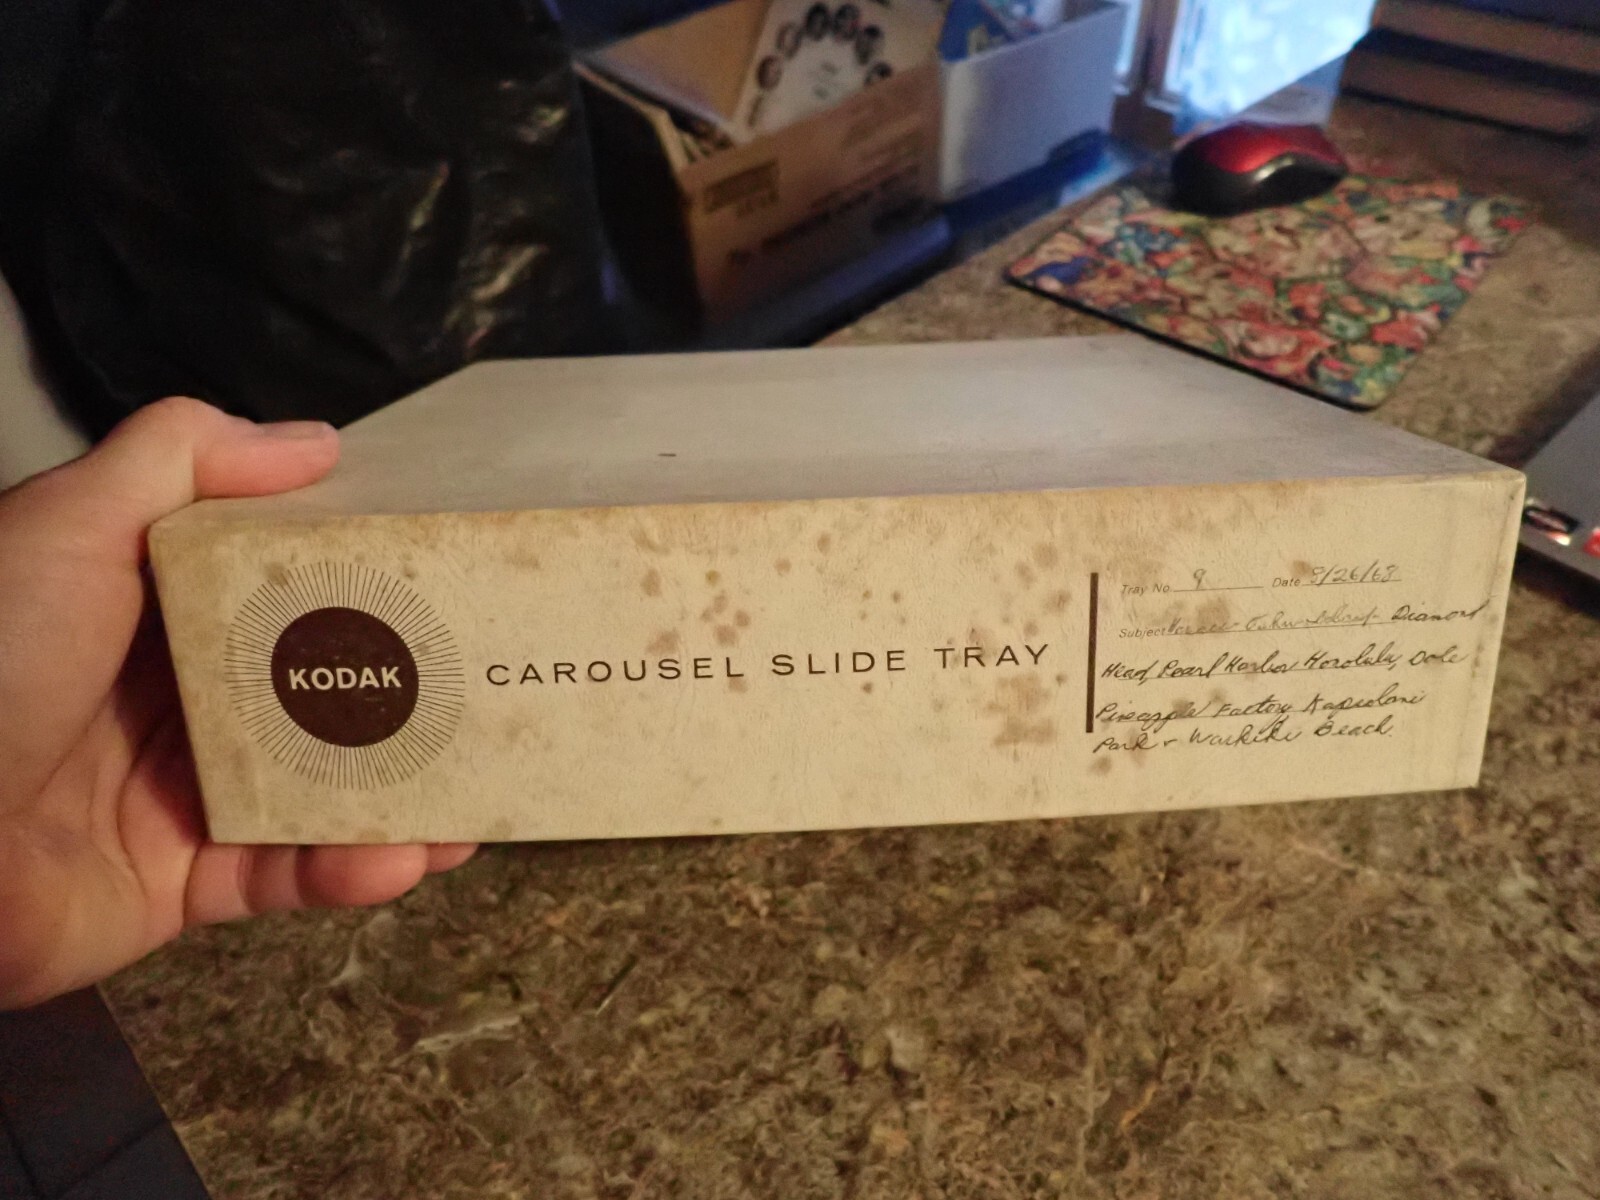 KODAK
CAROUSEL SLIDE TRAY
Tray No 9 Date 8/26/68
Subject Diamond
Head, Pearl Harbor Honolulu, Dole
Pineapple Factory Kapiolani
Park & Waikiki Beach.